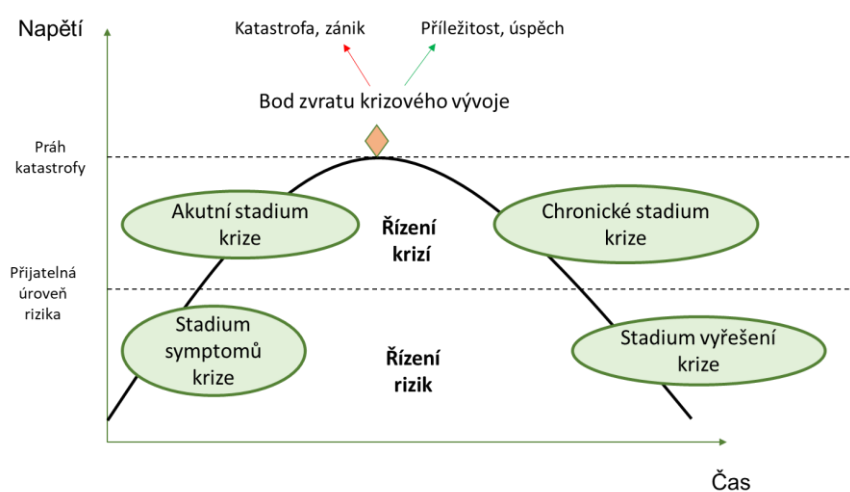 Napětí
Katastrofa, zánik
Příležitost, úspěch
Bod zvratu krizového vývoje
Práh
katastrofy
Akutní stadium
krize
Řízení
krizí
Chronické stadium
krize
Přijatelná
úroveň
rizika
Stadium
symptomů
krize
Řízení
rizik
Stadium vyřešení
krize
Čas